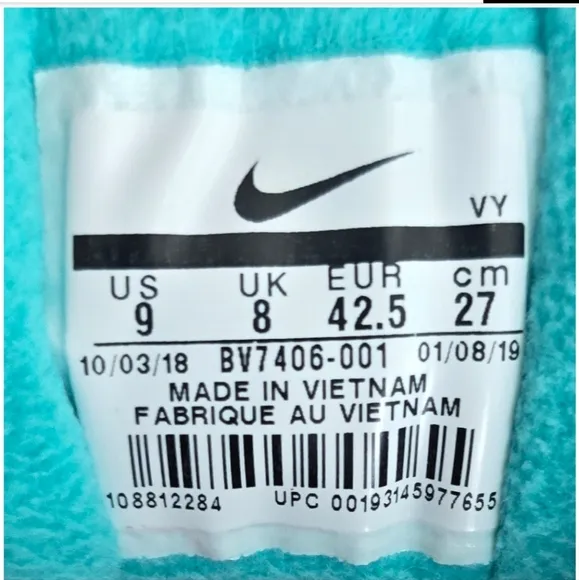 VY
US UK EUR cm
9 8 42.5 27
10/03/18 BV7406-001 01/08/19
MADE IN VIETNAM
FABRIQUE AU VIETNAM
108812284 UPC 00193145977655